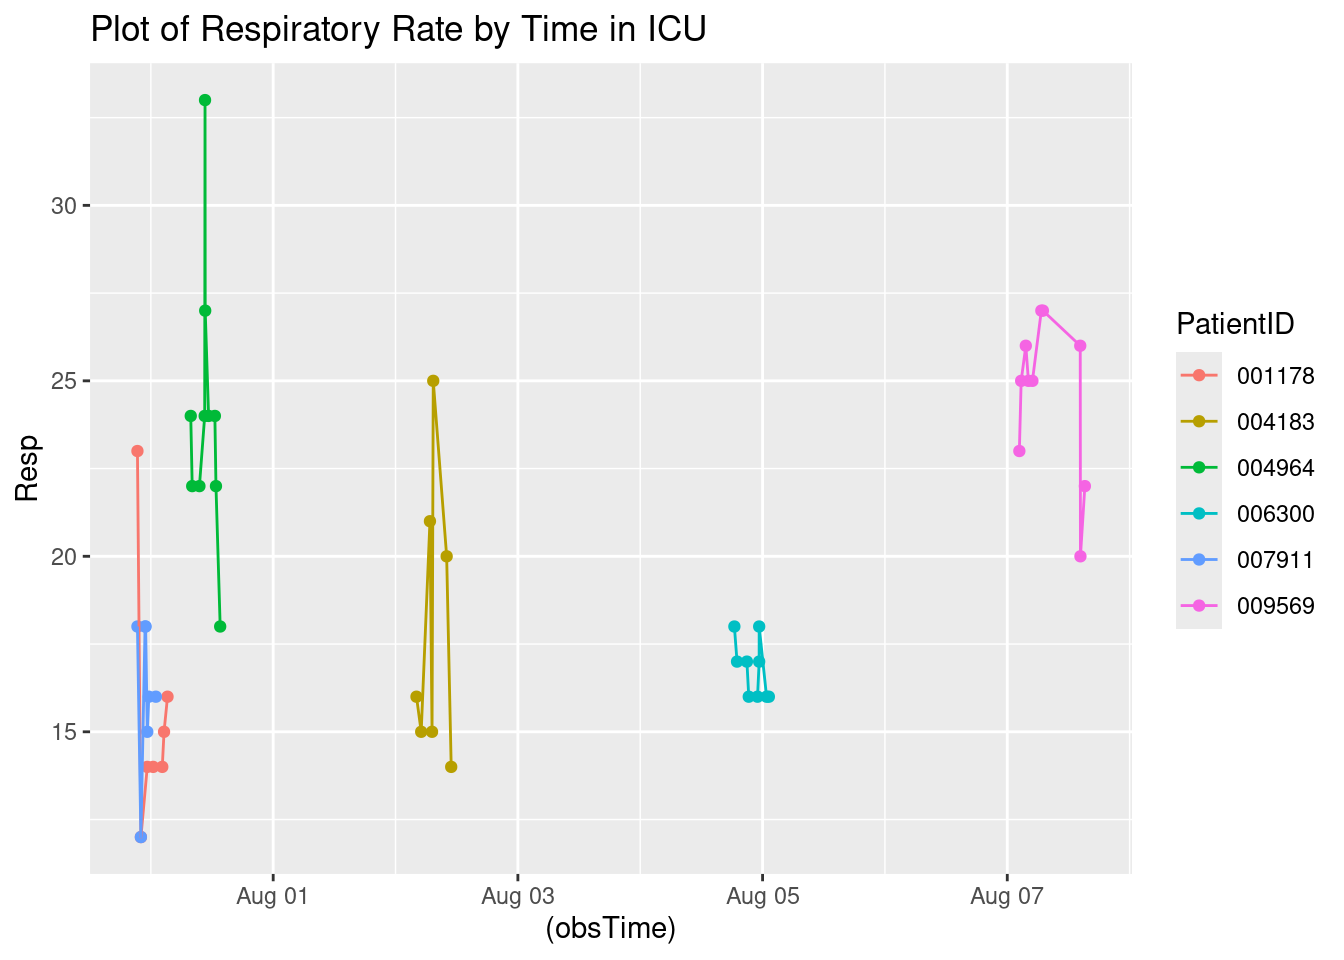 Plot of Respiratory Rate by Time in ICU
Resp
30
25
20
15
Aug 01 Aug 03 Aug 05 Aug 07
(obsTime)
PatientID
001178
004183
004964
006300
007911
009569